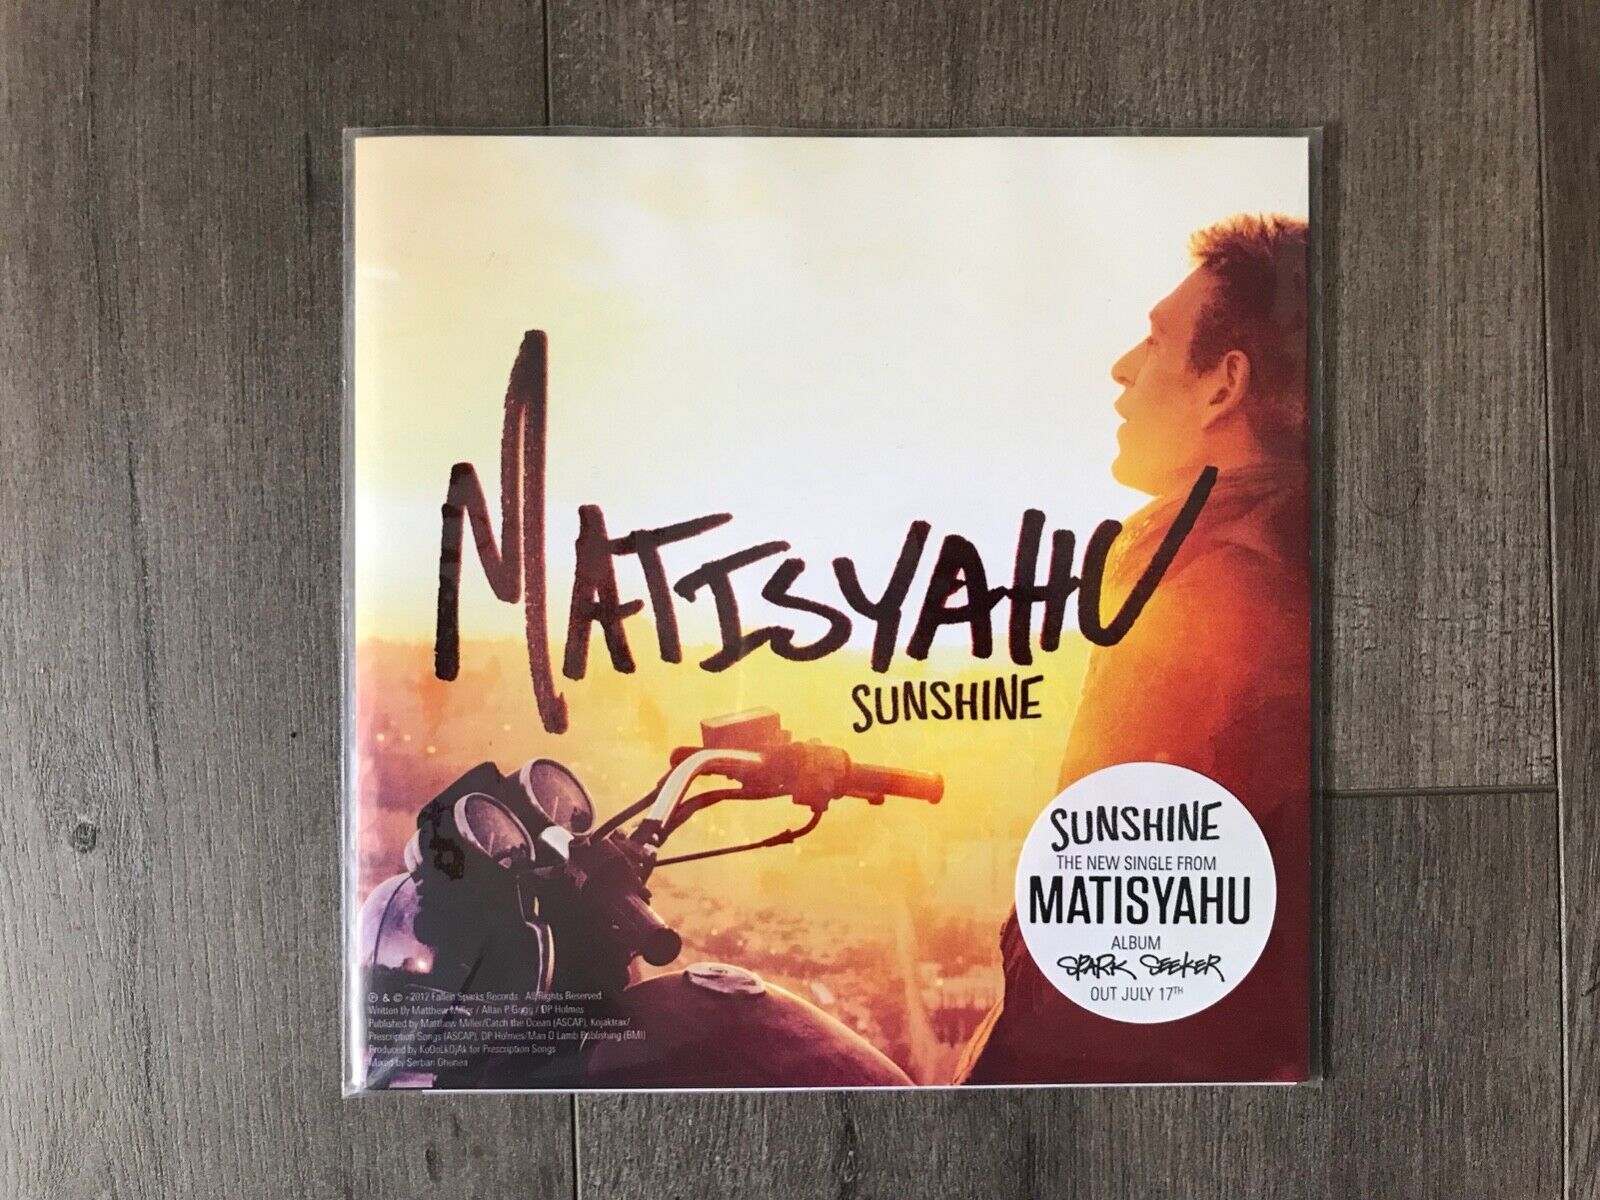 MATISYAHU
SUNSHINE
SUNSHINE
THE NEW SINGLE FROM
MATISYAHU
ALBUM
SPARK SEEKER
OUT JULY 17TH
℗ & © - 2012 Fallen Sparks Records. All Rights Reserved
Written by Matthew Miller / Allan P Grigg / DP Holmes
Published by Matthew Miller/Catch the Ocean (ASCAP), Kojaktrax/
Prescription Songs (ASCAP), DP Holmes/Man O Lamb Publishing (BMI)
Produced by KoOoLkOjAk for Prescription Songs
Mixed by Serban Ghenea